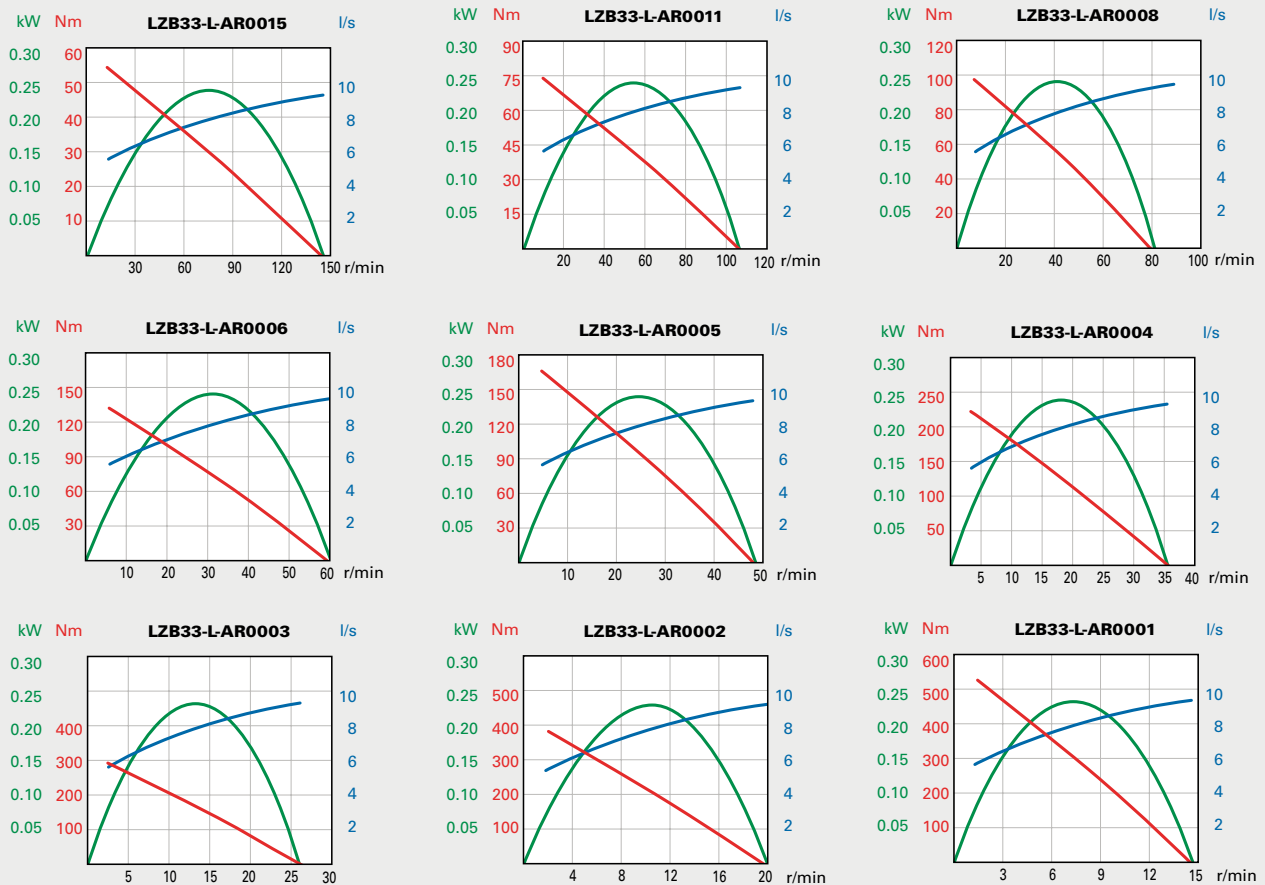 kW Nm LZB33-L-AR0015 l/s
0.30 60
0.25 50 10
0.20 40 8
0.15 30 6
0.10 20 4
0.05 10 2
30 60 90 120 150 r/min
kW Nm LZB33-L-AR0011 l/s
0.30 90
0.25 75 10
0.20 60 8
0.15 45 6
0.10 30 4
0.05 15 2
20 40 60 80 100 120 r/min
kW Nm LZB33-L-AR0008 l/s
0.30 120
0.25 100 10
0.20 80 8
0.15 60 6
0.10 40 4
0.05 20 2
20 40 60 80 100 r/min
kW Nm LZB33-L-AR0006 l/s
0.30
0.25 150 10
0.20 120 8
0.15 90 6
0.10 60 4
0.05 30 2
10 20 30 40 50 60 r/min
kW Nm LZB33-L-AR0005 l/s
0.30 180
0.25 150 10
0.20 120 8
0.15 90 6
0.10 60 4
0.05 30 2
10 20 30 40 50 r/min
kW Nm LZB33-L-AR0004 l/s
0.30
0.25 250 10
0.20 200 8
0.15 150 6
0.10 100 4
0.05 50 2
5 10 15 20 25 30 35 40 r/min
kW Nm LZB33-L-AR0003 l/s
0.30
0.25 10
0.20 400 8
0.15 300 6
0.10 200 4
0.05 100 2
5 10 15 20 25 30 r/min
kW Nm LZB33-L-AR0002 l/s
0.30
0.25 500 10
0.20 400 8
0.15 300 6
0.10 200 4
0.05 100 2
4 8 12 16 20 r/min
kW Nm LZB33-L-AR0001 l/s
0.30 600
0.25 500 10
0.20 400 8
0.15 300 6
0.10 200 4
0.05 100 2
3 6 9 12 15 r/min